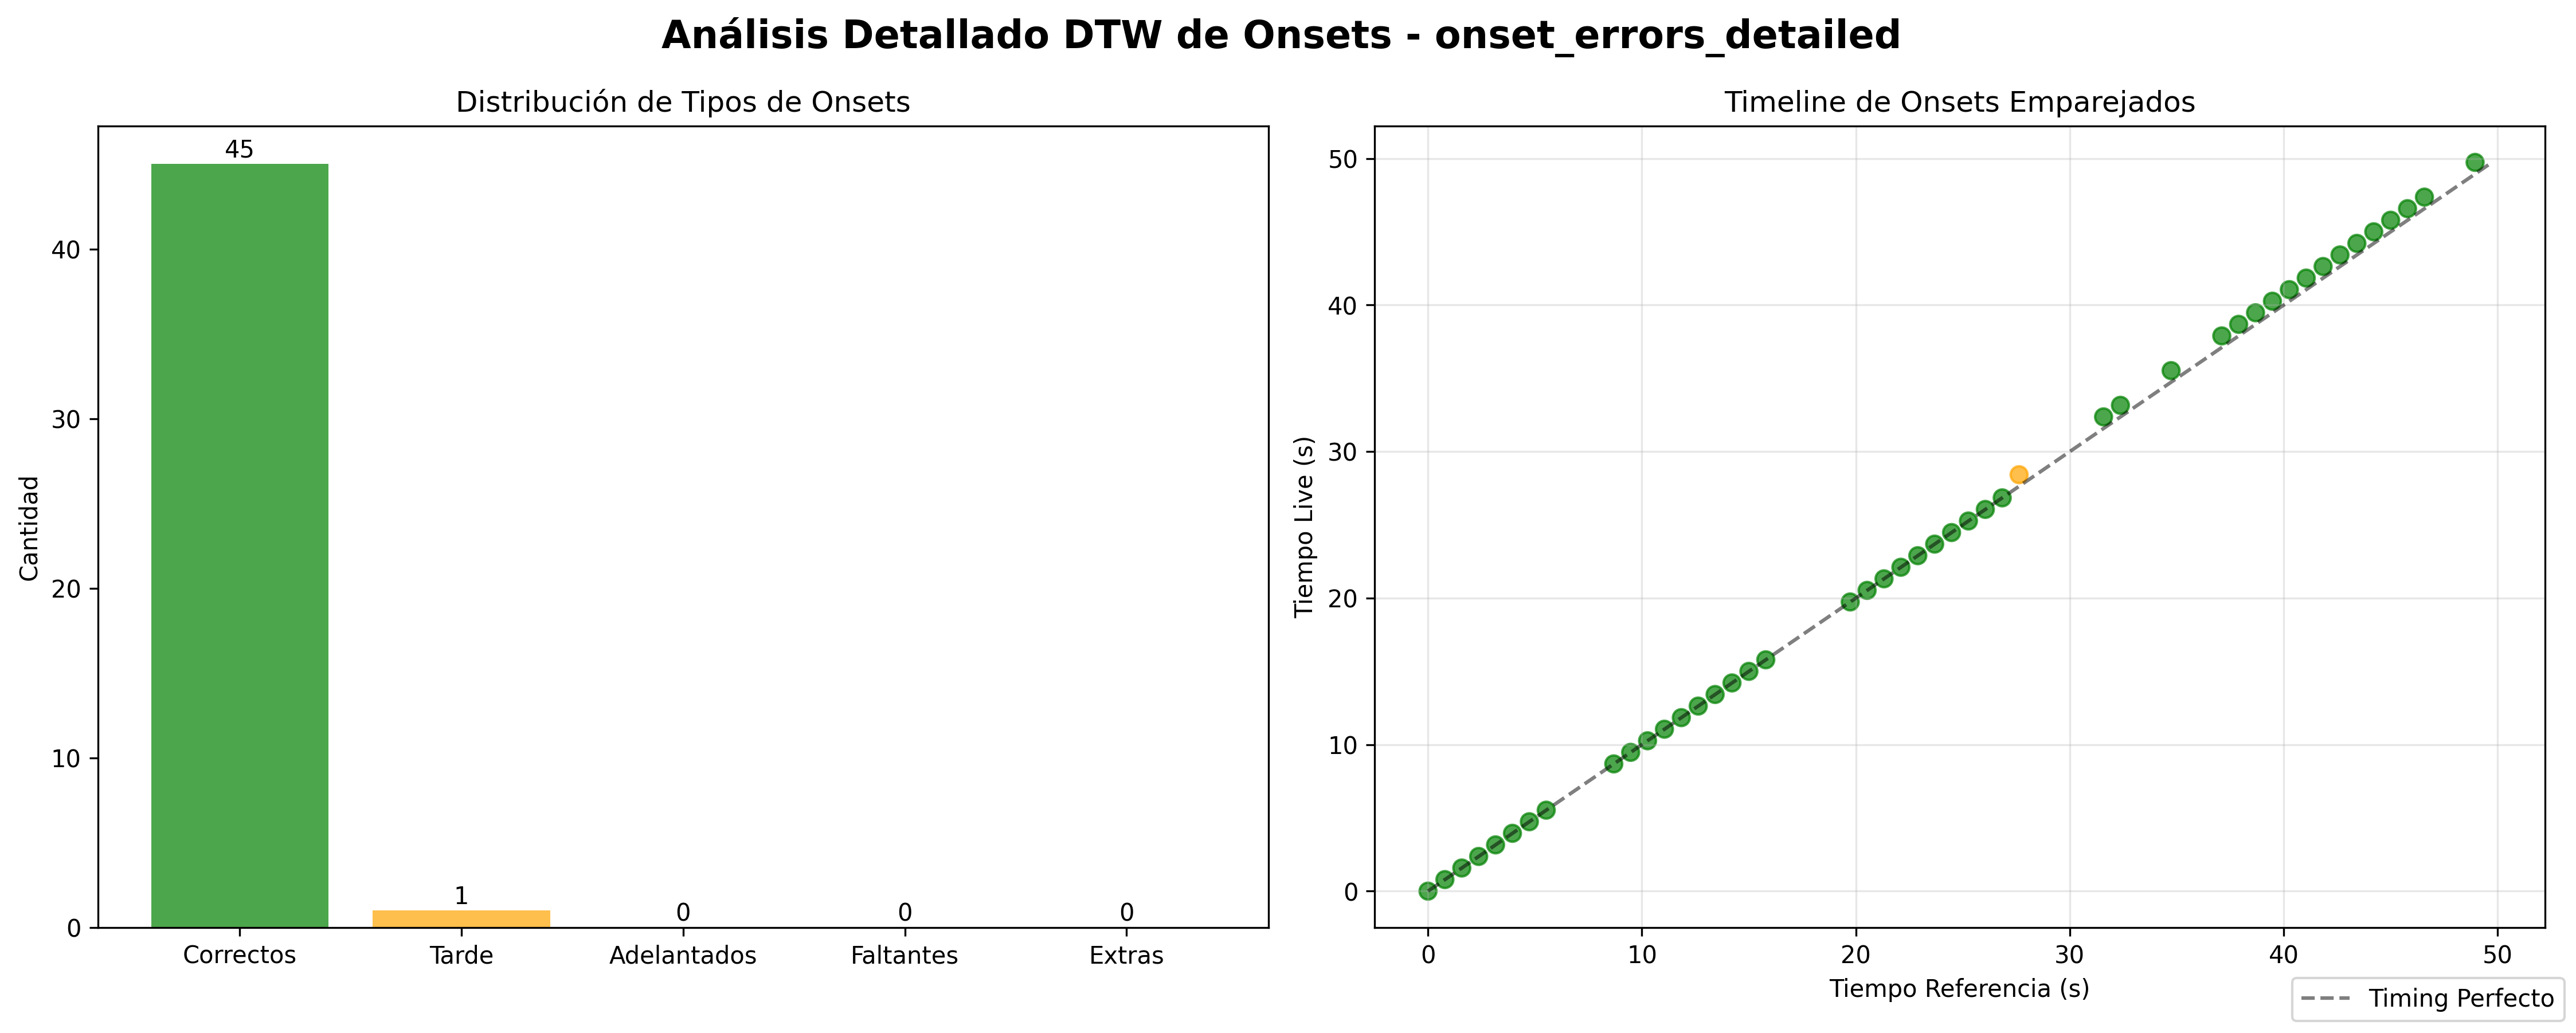 Análisis Detallado DTW de Onsets - onset_errors_detailed
Distribución de Tipos de Onsets
Cantidad
40
30
20
10
0
45
1
0
0
0
Correctos
Tarde
Adelantados
Faltantes
Extras
Timeline de Onsets Emparejados
Tiempo Live (s)
50
40
30
20
10
0
0
10
20
30
40
50
Tiempo Referencia (s)
Timing Perfecto